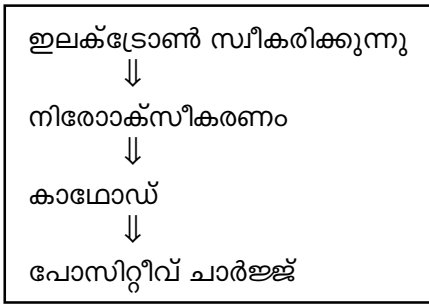 ഇലക്ട്രോൺ സ്വീകരിക്കുന്നു
⇓
നിരോക്സീകരണം
⇓
കാഥോഡ്
⇓
പോസിറ്റീവ് ചാർജ്ജ്